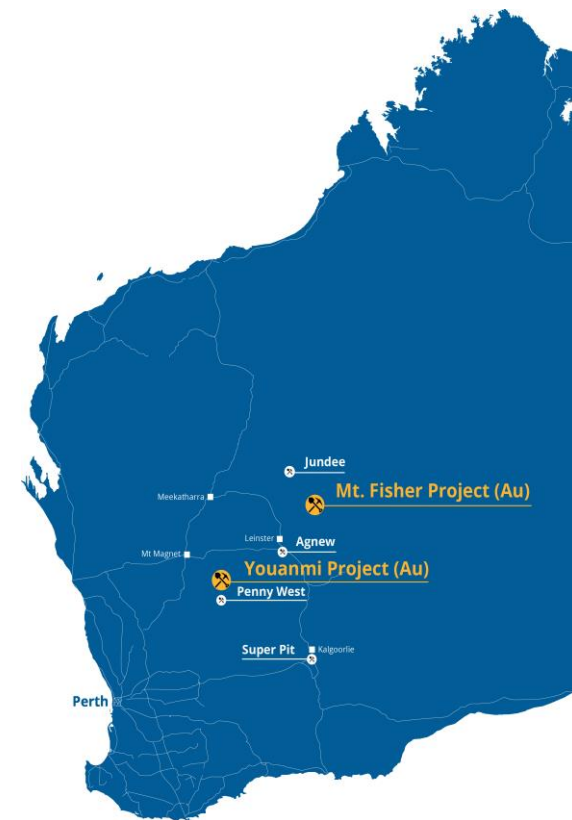 Jundee
Mt. Fisher Project (Au)
Meekatharra
Leinster
Agnew
Mt Magnet
Youanmi Project (Au)
Penny West
Super Pit
Kalgoorlie
Perth